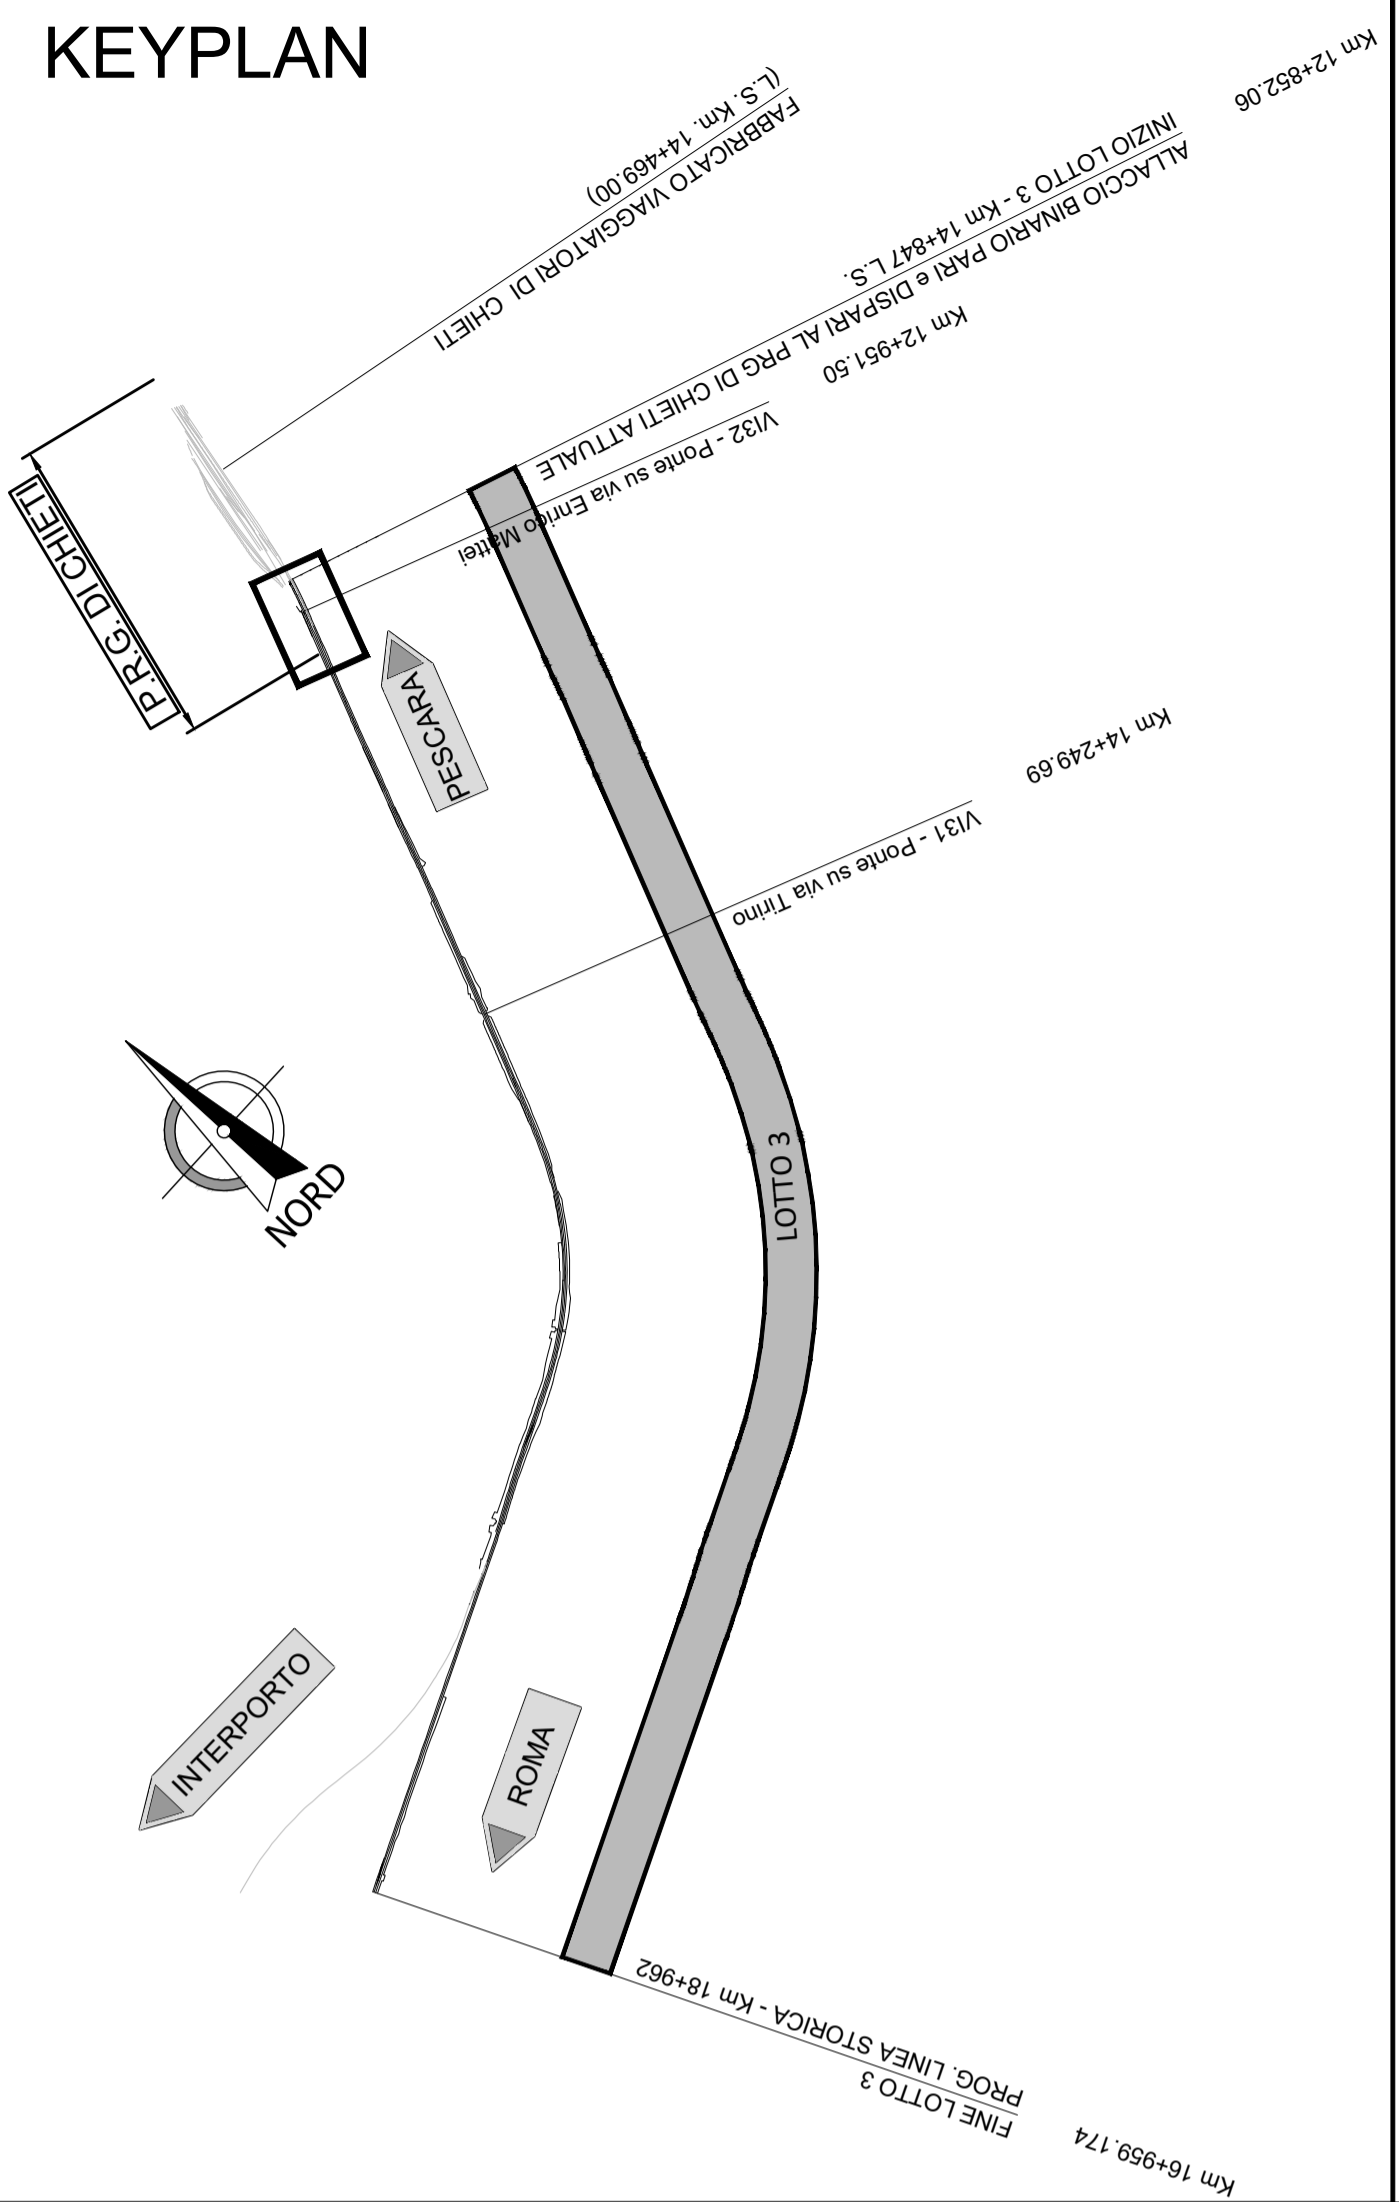 KEYPLAN
Km 12+852.06
FABBRICATO VIAGGIATORI DI CHIETI
(L.S. Km. 14+469.00)
ALLACCIO BINARIO PARI e DISPARI AL PRG DI CHIETI ATTUALE
INIZIO LOTTO 3 - Km 14+847 L.S.
Km 12+951.50
VI32 - Ponte su via Enrico Mattei
P.R.G. DI CHIETI
PESCARA
Km 14+249.69
VI31 - Ponte su via Tirino
NORD
LOTTO 3
INTERPORTO
ROMA
PROG. LINEA STORICA - Km 18+962
FINE LOTTO 3
Km 16+959.174